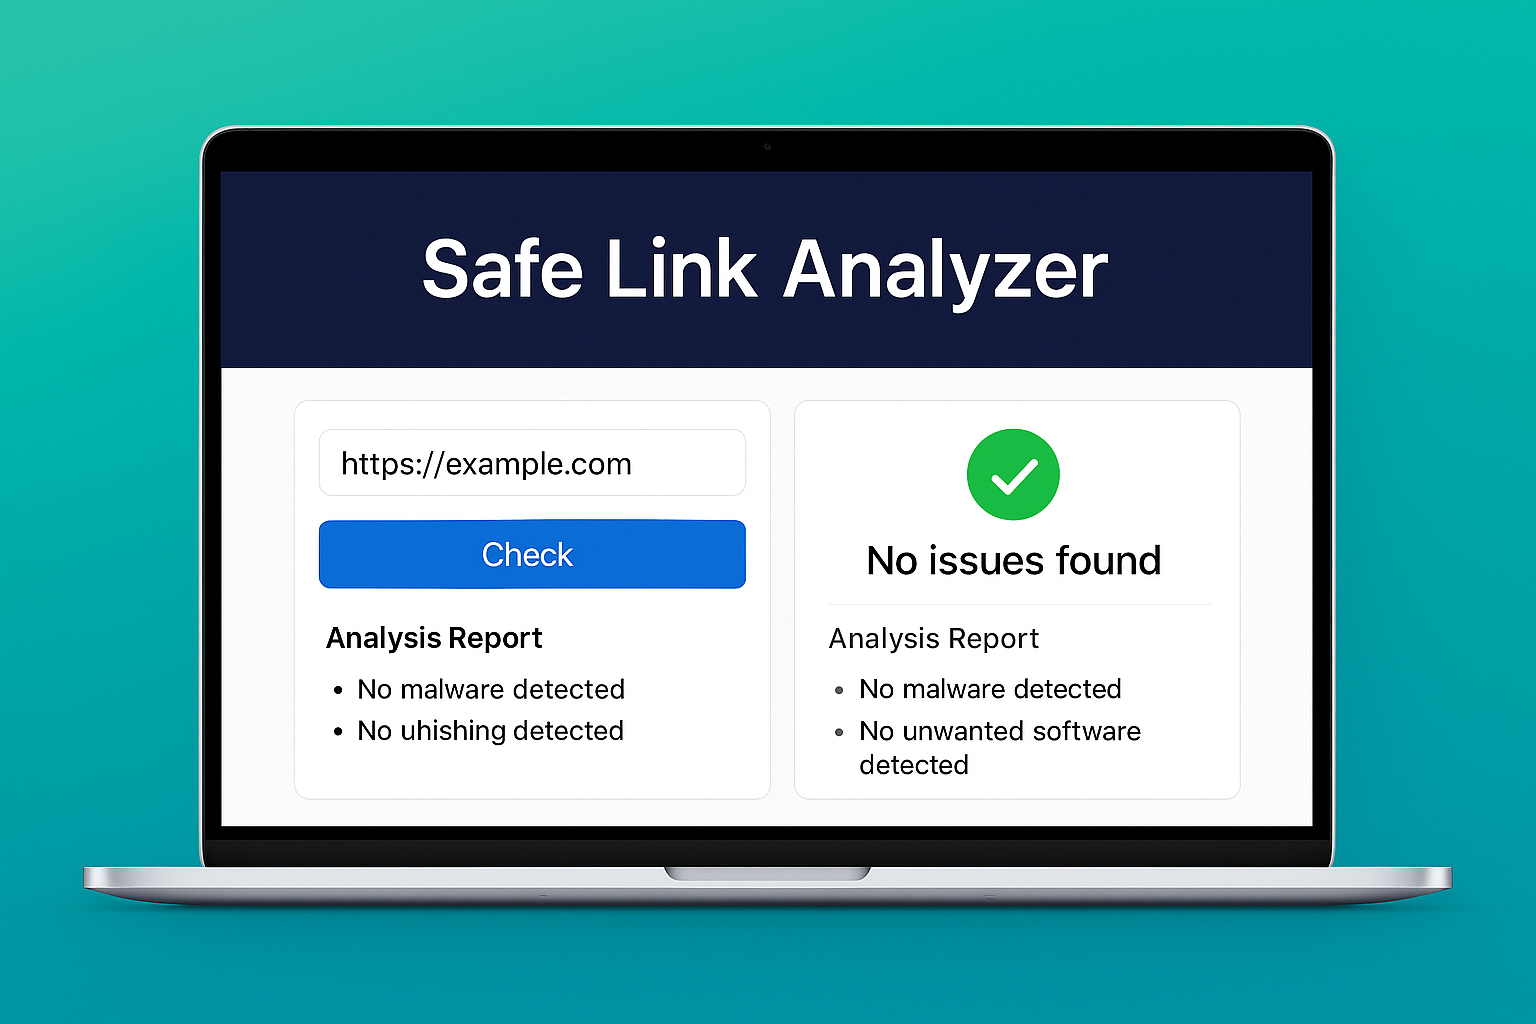 Safe Link Analyzer
https://example.com
Check
Analysis Report
• No malware detected
• No uhishing detected
No issues found
Analysis Report
• No malware detected
• No unwanted software
detected